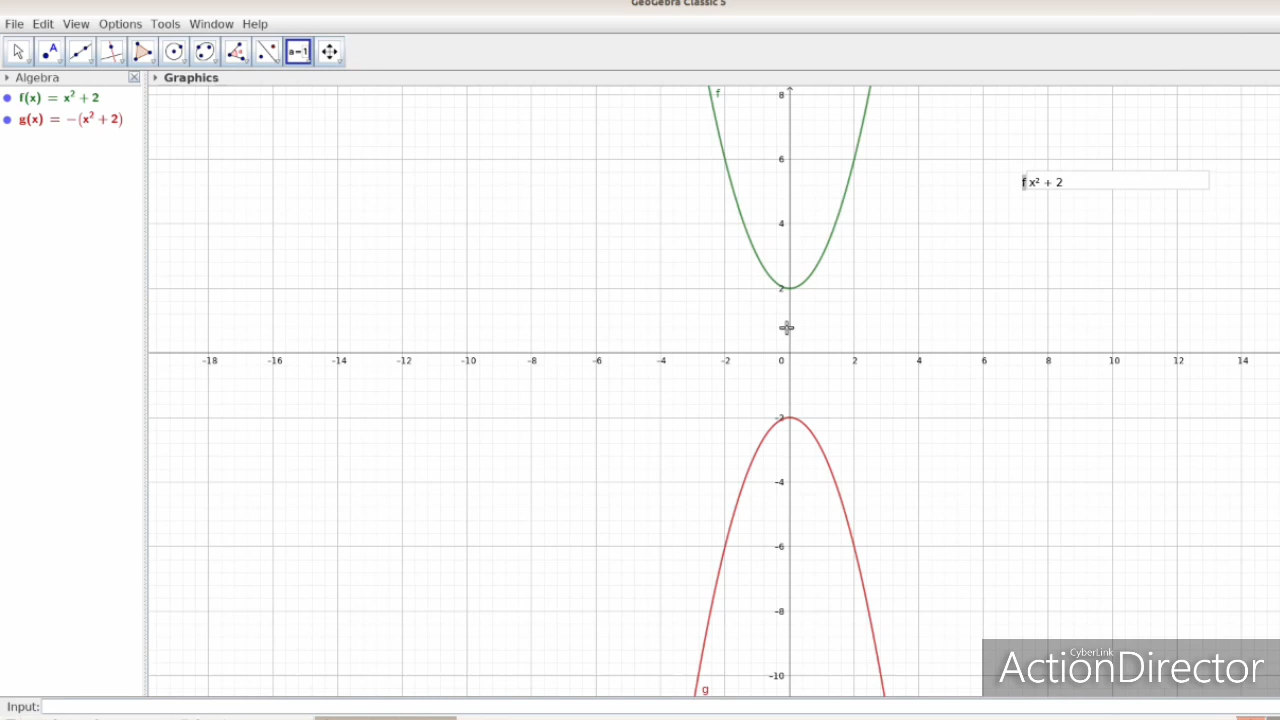 GeoGebra Classic 5
File Edit View Options Tools Window Help
A a=1
Algebra Graphics
f(x) = x² + 2
g(x) = −(x² + 2)
f
8
6
4
2
f x² + 2
-18 -16 -14 -12 -10 -8 -6 -4 -2 0 2 4 6 8 10 12 14
-2
-4
-6
-8
-10
g
CyberLink
ActionDirector
Input: